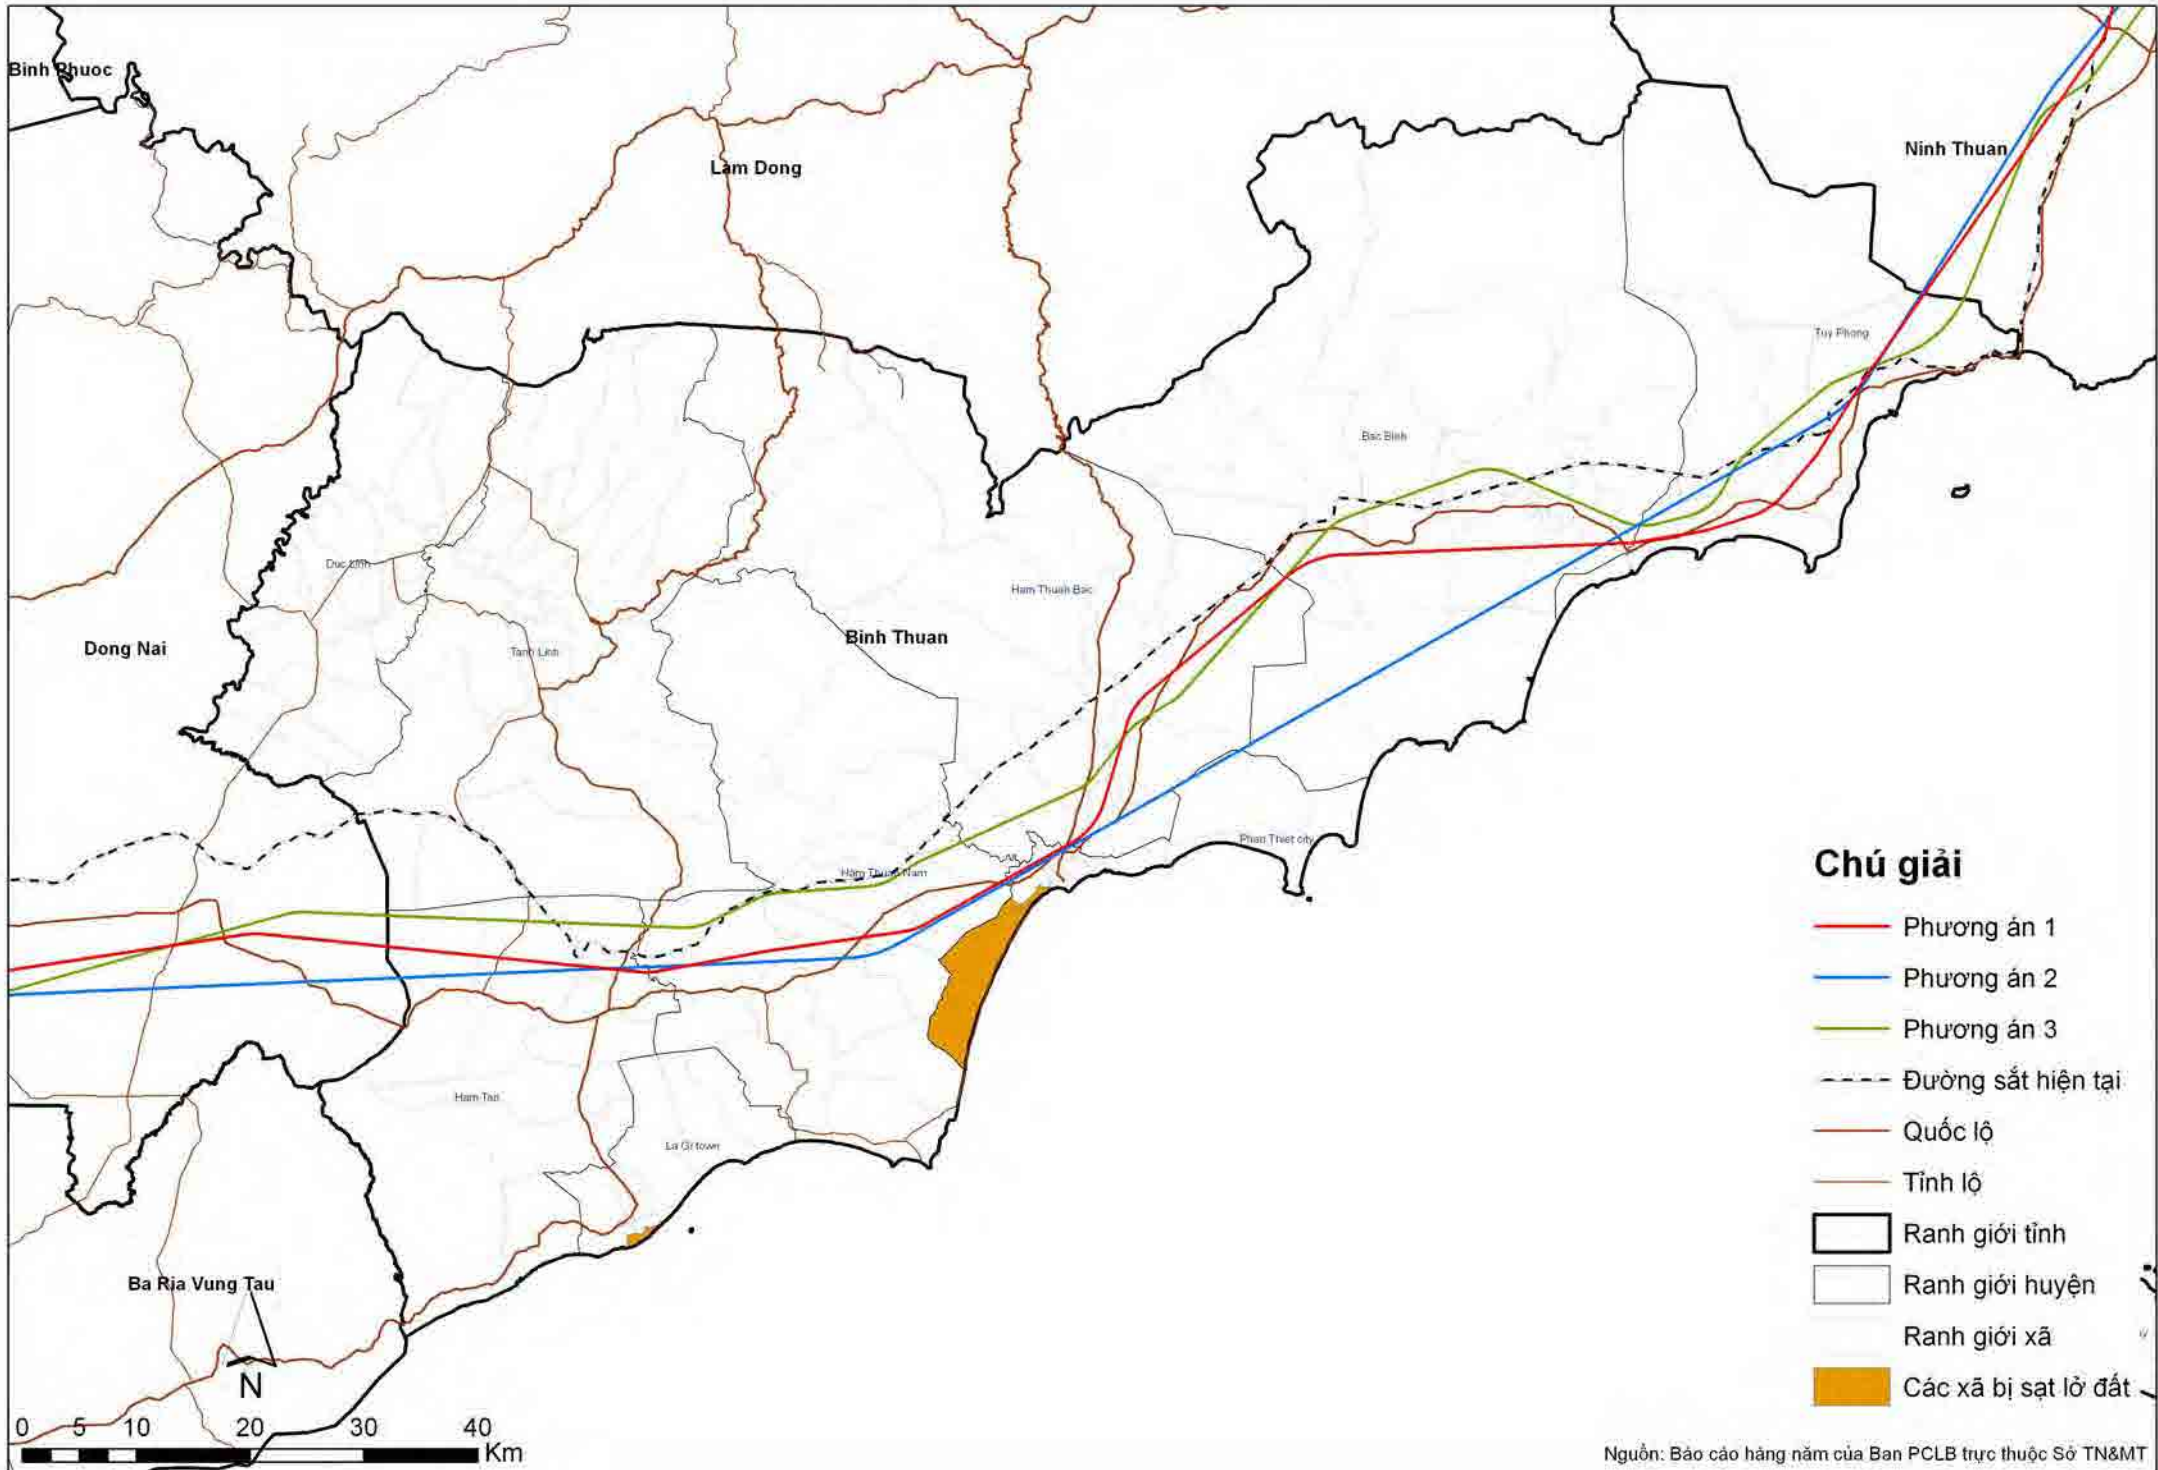 Binh Phuoc
Lam Dong
Ninh Thuan
Tuy Phong
Bac Binh
Duc Linh
Ham Thuan Bac
Dong Nai
Tanh Linh
Binh Thuan
Phan Thiet city
Ham Thuan Nam
Ham Tan
La Gi town
Ba Ria Vung Tau
N
0 5 10 20 30 40
Km
Chú giải
Phương án 1
Phương án 2
Phương án 3
Đường sắt hiện tại
Quốc lộ
Tỉnh lộ
Ranh giới tỉnh
Ranh giới huyện
Ranh giới xã
Các xã bị sạt lở đất
Nguồn: Báo cáo hàng năm của Ban PCLB trực thuộc Sở TN&MT